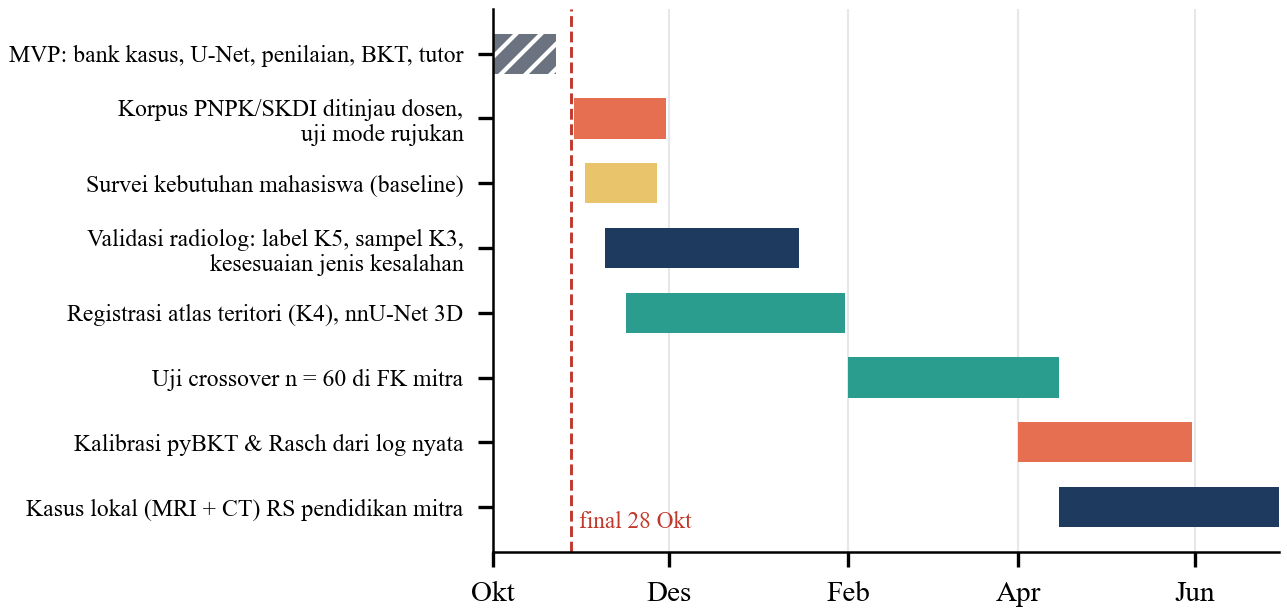 MVP: bank kasus, U-Net, penilaian, BKT, tutor
Korpus PNPK/SKDI ditinjau dosen,
uji mode rujukan
Survei kebutuhan mahasiswa (baseline)
Validasi radiolog: label K5, sampel K3,
kesesuaian jenis kesalahan
Registrasi atlas teritori (K4), nnU-Net 3D
Uji crossover n = 60 di FK mitra
Kalibrasi pyBKT & Rasch dari log nyata
Kasus lokal (MRI + CT) RS pendidikan mitra
final 28 Okt
Okt Des Feb Apr Jun